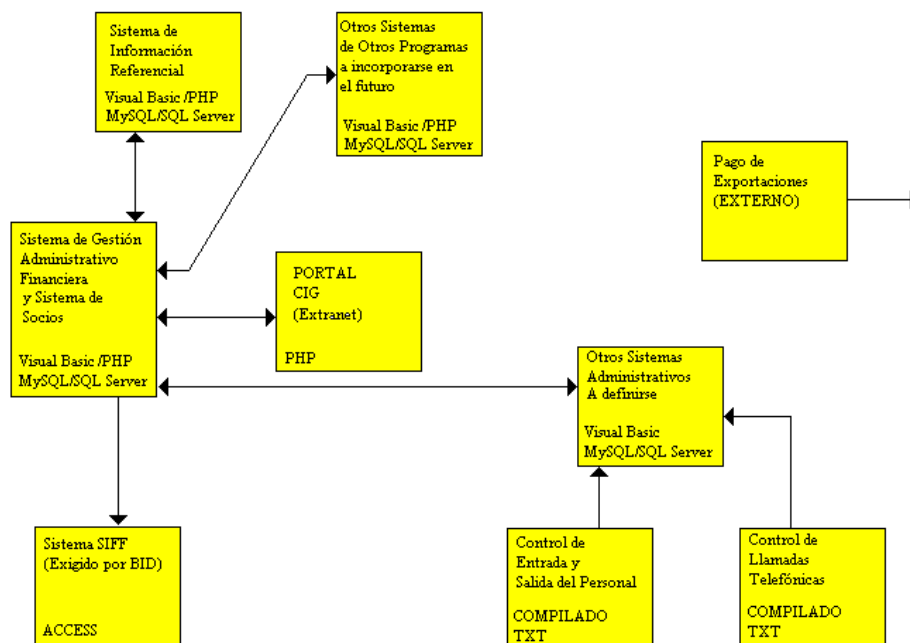 Sistema de
Información
Referencial
Visual Basic /PHP
MySQL/SQL Server
Otros Sistemas
de Otros Programas
a incorporarse en
el futuro
Visual Basic /PHP
MySQL/SQL Server
Pago de
Exportaciones
(EXTERNO)
Sistema de Gestión
Administrativo
Financiera
y Sistema de
Socios
Visual Basic /PHP
MySQL/SQL Server
PORTAL
CIG
(Extranet)
PHP
Otros Sistemas
Administrativos
A definirse
Visual Basic
MySQL/SQL Server
Sistema SIFF
(Exigido por BID)
ACCESS
Control de
Entrada y
Salida del Personal
COMPILADO
TXT
Control de
Llamadas
Telefónicas
COMPILADO
TXT